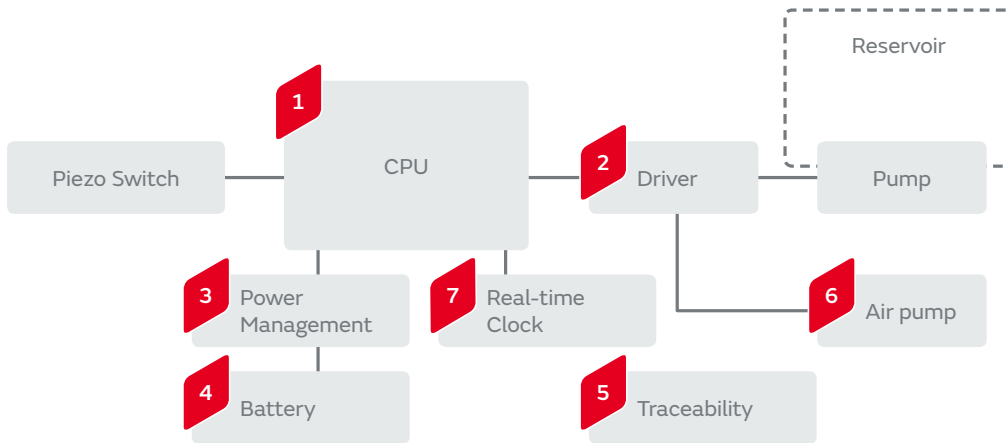 Reservoir
1
CPU
Piezo Switch
2
Driver
Pump
3
Power
Management
7
Real-time
Clock
6
Air pump
4
Battery
5
Traceability